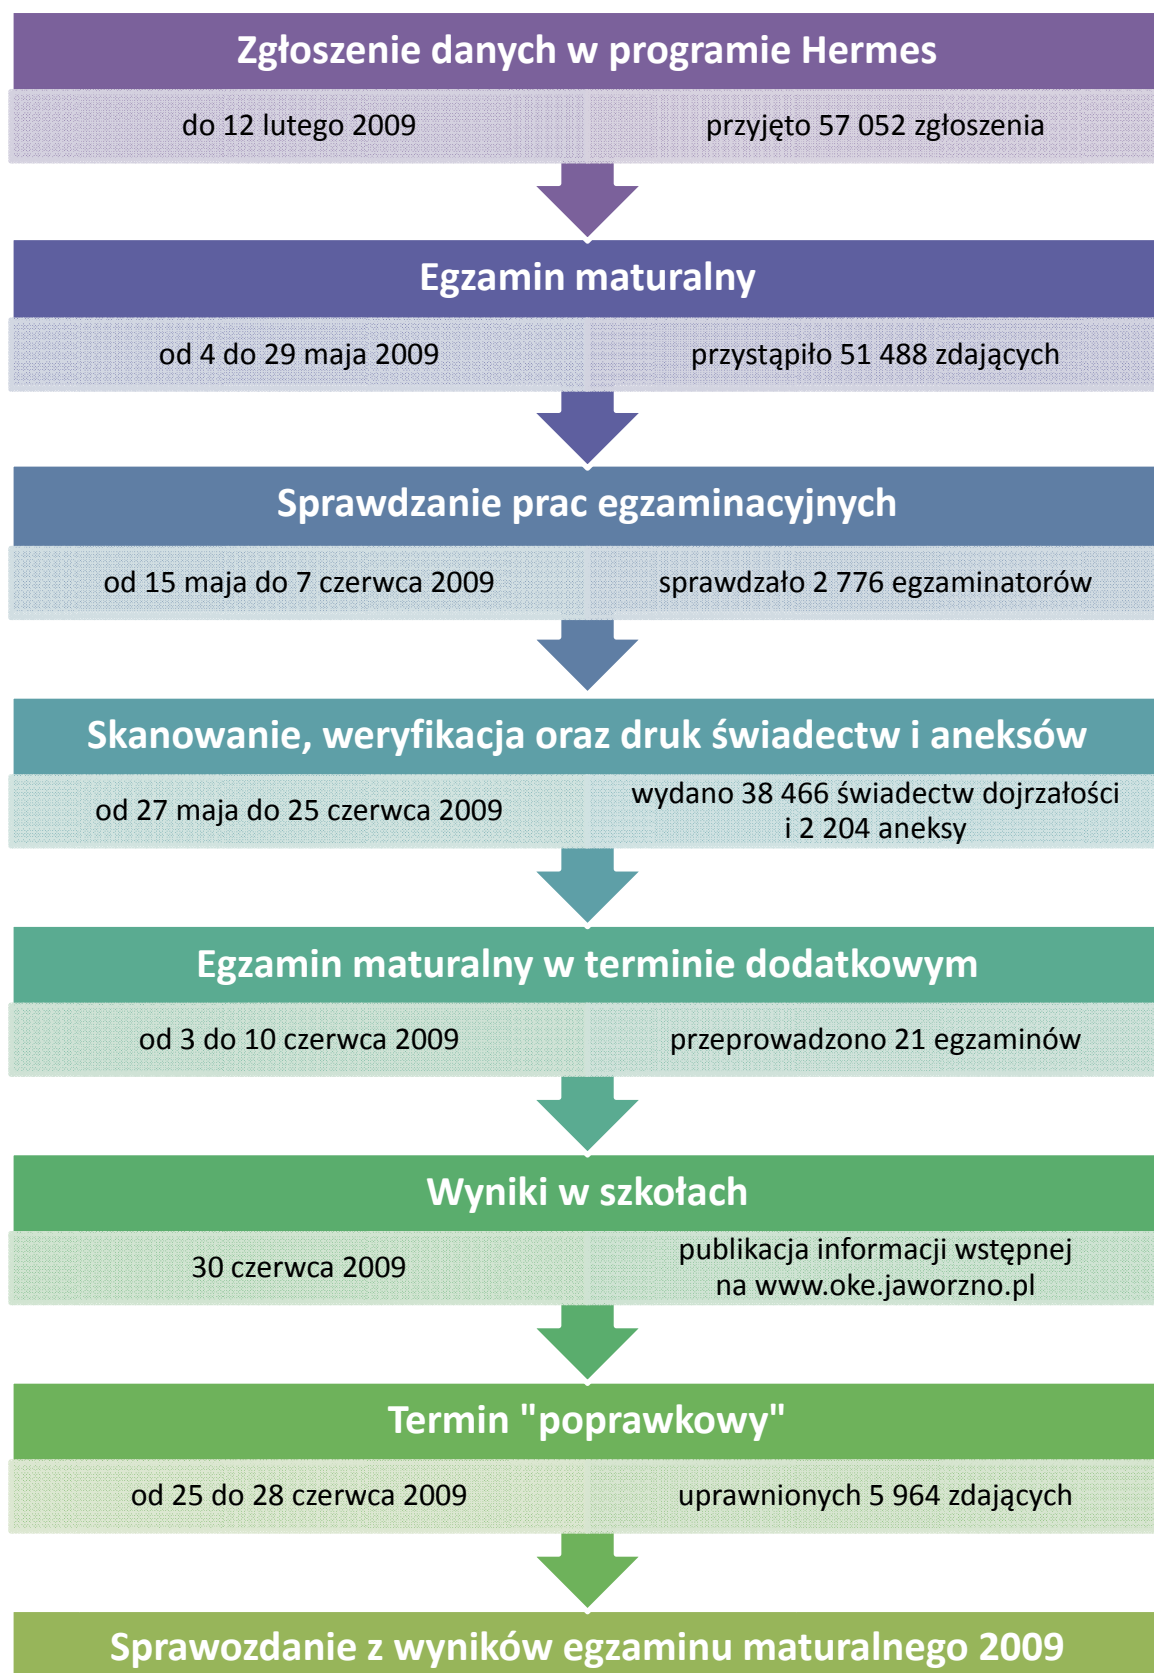 Zgłoszenie danych w programie Hermes
do 12 lutego 2009
przyjęto 57 052 zgłoszenia
Egzamin maturalny
od 4 do 29 maja 2009
przystąpiło 51 488 zdających
Sprawdzanie prac egzaminacyjnych
od 15 maja do 7 czerwca 2009
sprawdzało 2 776 egzaminatorów
Skanowanie, weryfikacja oraz druk świadectw i aneksów
od 27 maja do 25 czerwca 2009
wydano 38 466 świadectw dojrzałości
i 2 204 aneksy
Egzamin maturalny w terminie dodatkowym
od 3 do 10 czerwca 2009
przeprowadzono 21 egzaminów
Wyniki w szkołach
30 czerwca 2009
publikacja informacji wstępnej
na www.oke.jaworzno.pl
Termin "poprawkowy"
od 25 do 28 czerwca 2009
uprawnionych 5 964 zdających
Sprawozdanie z wyników egzaminu maturalnego 2009